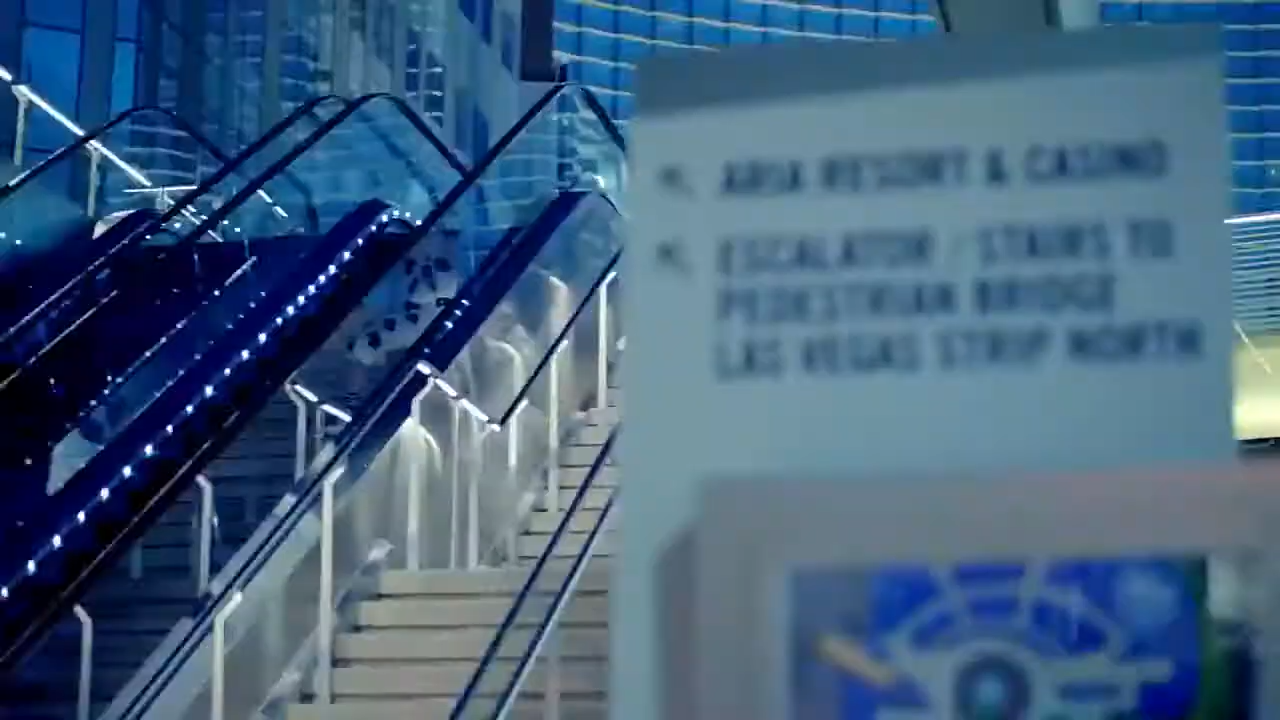 ARIA RESORT & CASINO
ESCALATOR / STAIRS TO
PEDESTRIAN BRIDGE
LAS VEGAS STRIP NORTH